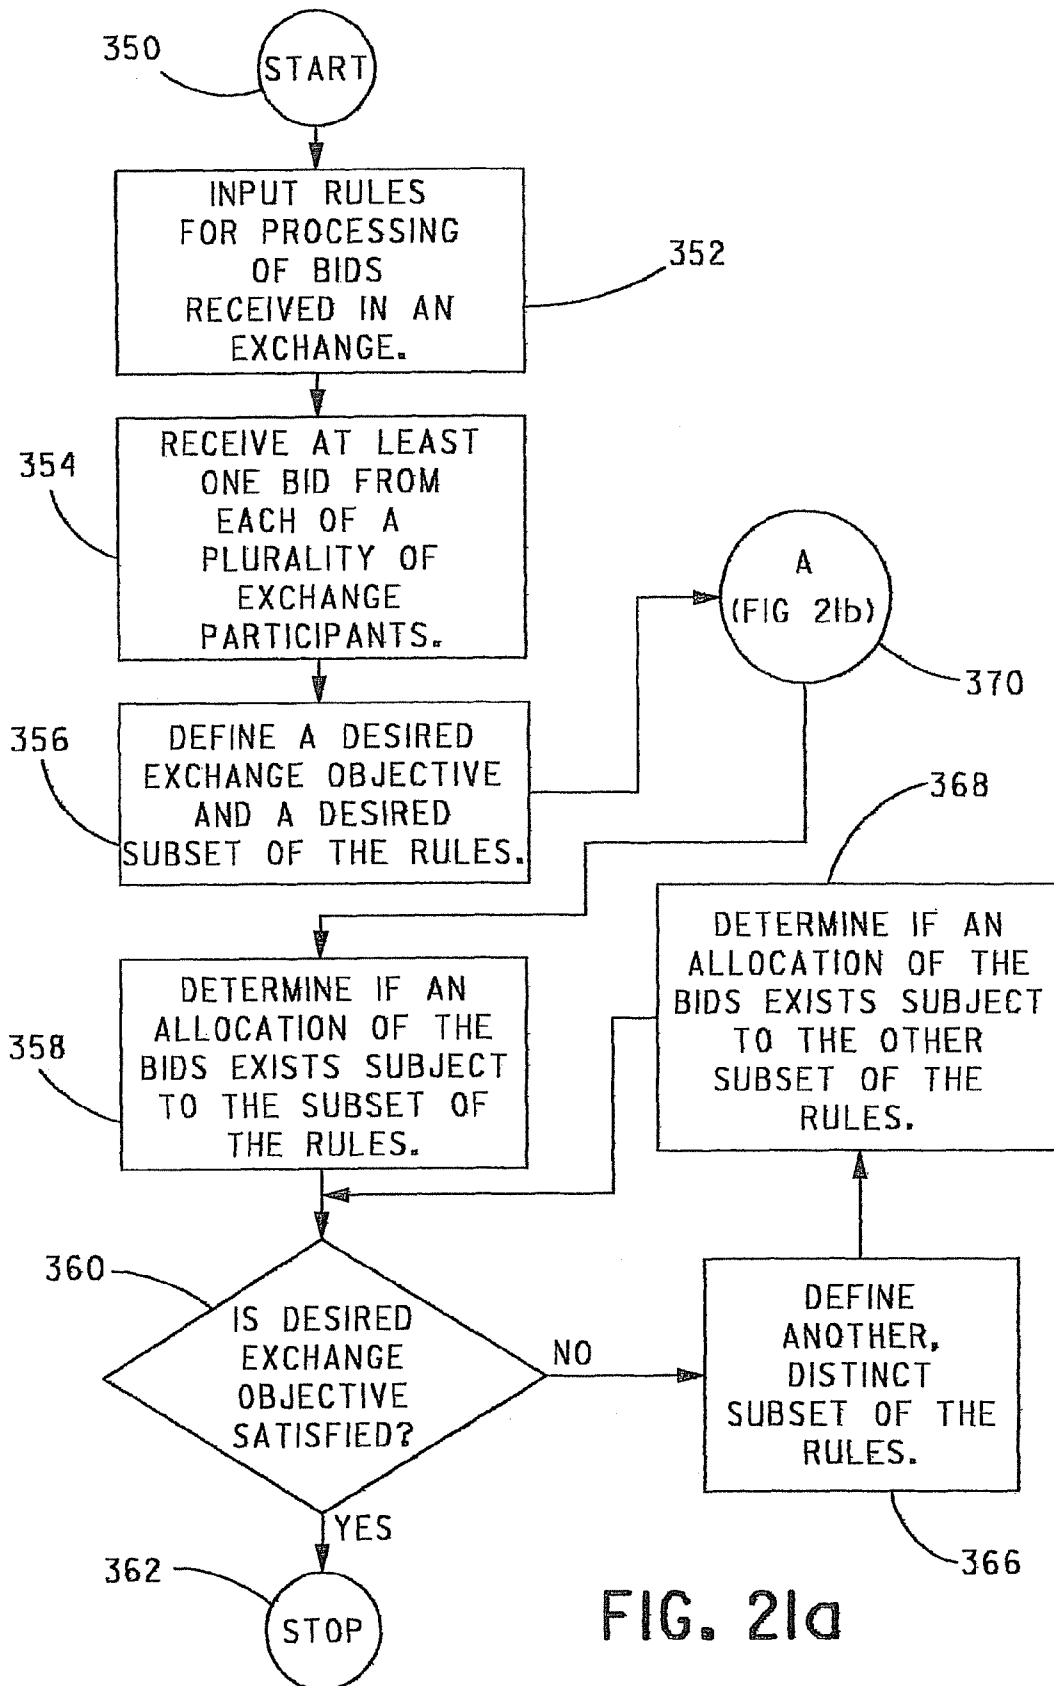 350
START
INPUT RULES
FOR PROCESSING
OF BIDS
RECEIVED IN AN
EXCHANGE.
352
354
RECEIVE AT LEAST
ONE BID FROM
EACH OF A
PLURALITY OF
EXCHANGE
PARTICIPANTS.
A
(FIG 21b)
370
356
DEFINE A DESIRED
EXCHANGE OBJECTIVE
AND A DESIRED
SUBSET OF THE RULES.
368
358
DETERMINE IF AN
ALLOCATION OF THE
BIDS EXISTS SUBJECT
TO THE SUBSET OF
THE RULES.
DETERMINE IF AN
ALLOCATION OF THE
BIDS EXISTS SUBJECT
TO THE OTHER
SUBSET OF THE
RULES.
360
IS DESIRED
EXCHANGE
OBJECTIVE
SATISFIED?
NO
DEFINE
ANOTHER,
DISTINCT
SUBSET OF THE
RULES.
366
YES
362
STOP
FIG. 21a